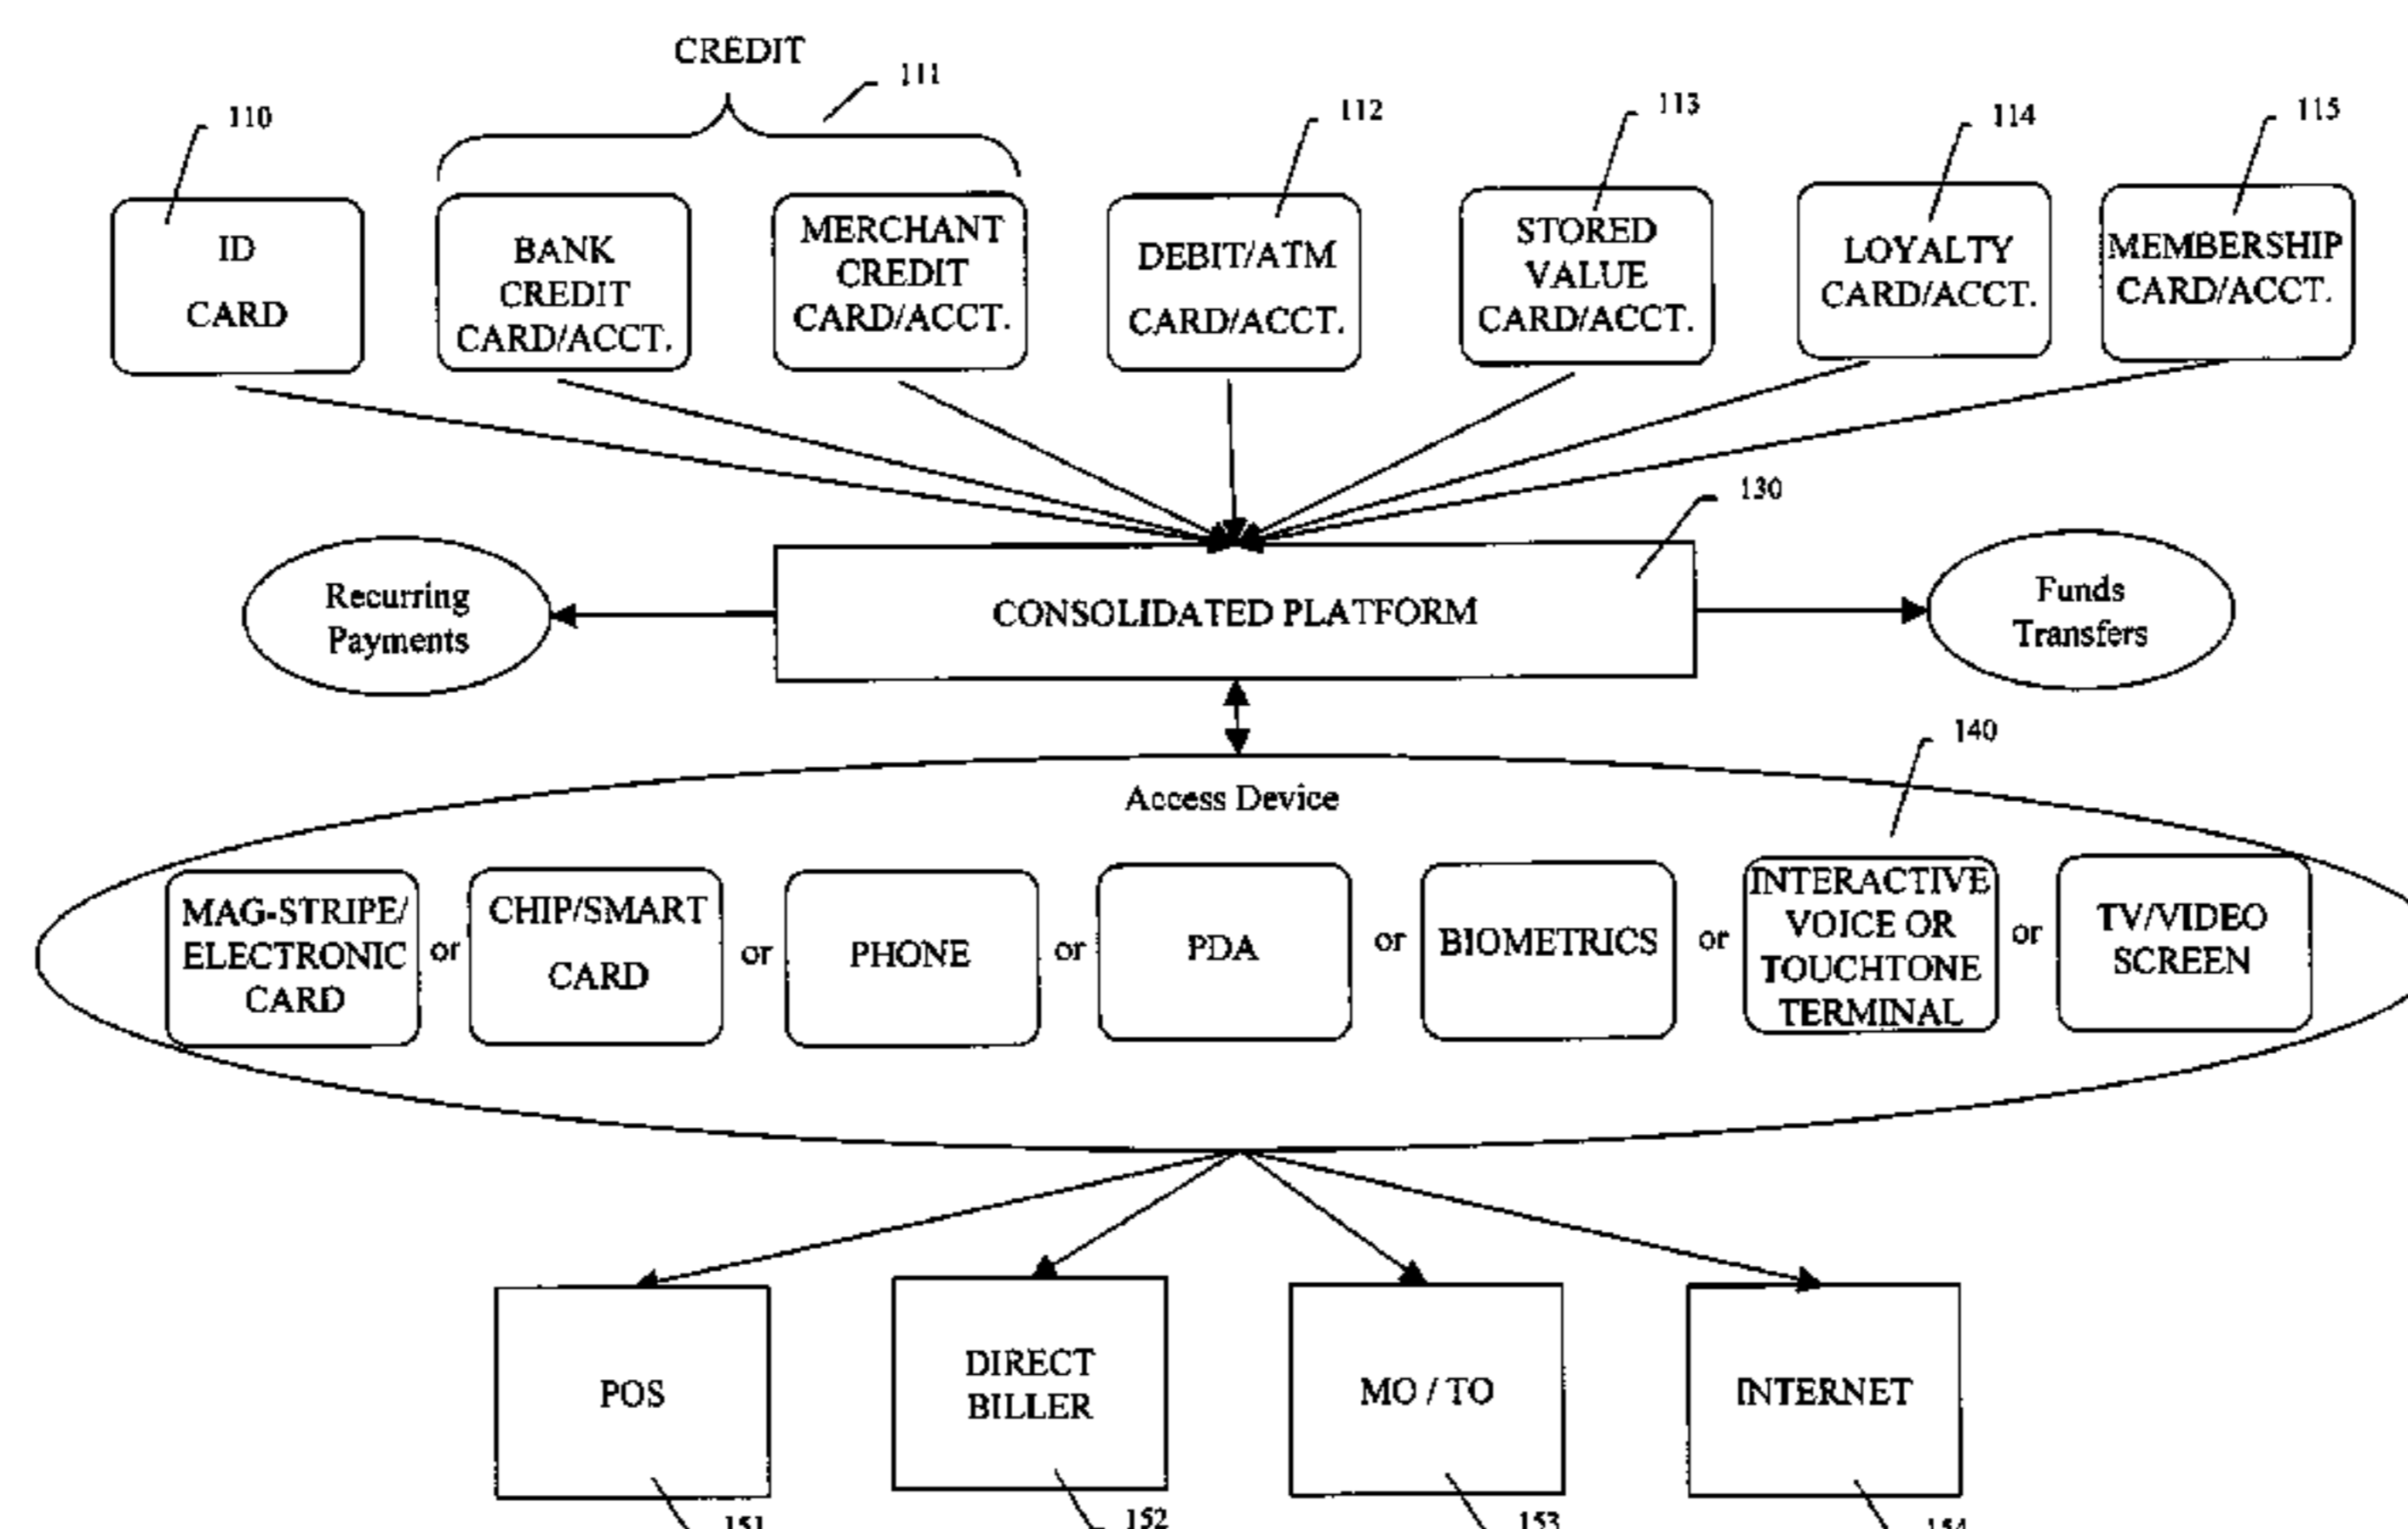 CREDIT
111
110
112
113
114
115
ID
CARD
BANK
CREDIT
CARD/ACCT.
MERCHANT
CREDIT
CARD/ACCT.
DEBIT/ATM
CARD/ACCT.
STORED
VALUE
CARD/ACCT.
LOYALTY
CARD/ACCT.
MEMBERSHIP
CARD/ACCT.
130
Recurring
Payments
CONSOLIDATED PLATFORM
Funds
Transfers
140
Access Device
MAG-STRIPE/
ELECTRONIC
CARD
or
CHIP/SMART
CARD
or
PHONE
or
PDA
or
BIOMETRICS
or
INTERACTIVE
VOICE OR
TOUCHTONE
TERMINAL
or
TV/VIDEO
SCREEN
POS
DIRECT
BILLER
MO / TO
INTERNET
151
152
153
154